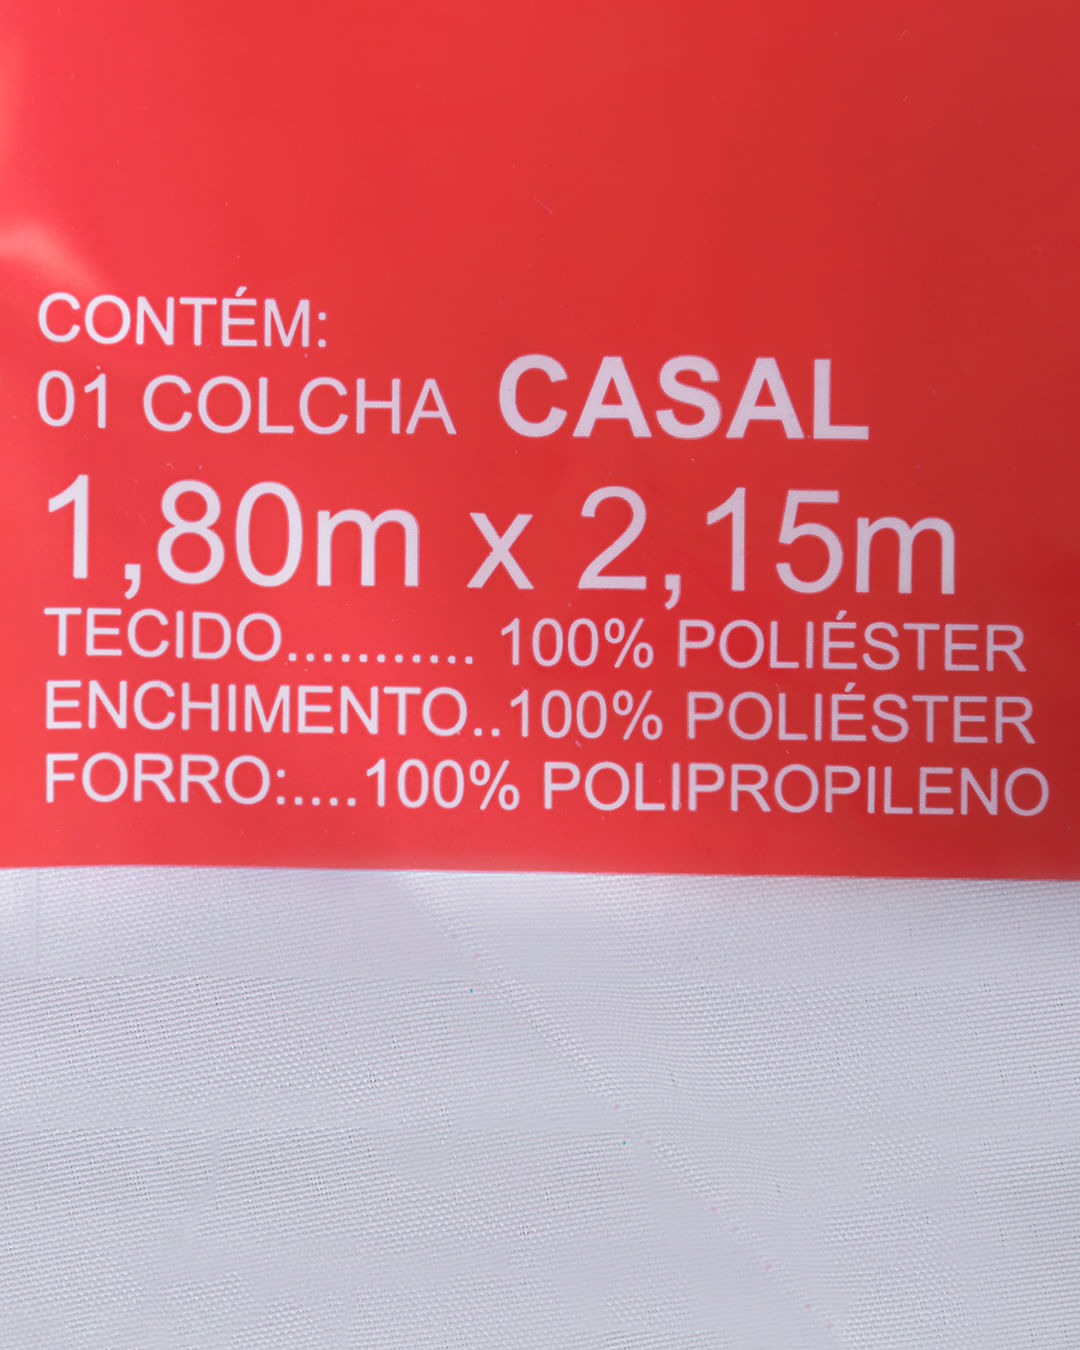 CONTÉM:
01 COLCHA CASAL
1,80m x 2,15m
TECIDO........... 100% POLIÉSTER
ENCHIMENTO..100% POLIÉSTER
FORRO:....100% POLIPROPILENO